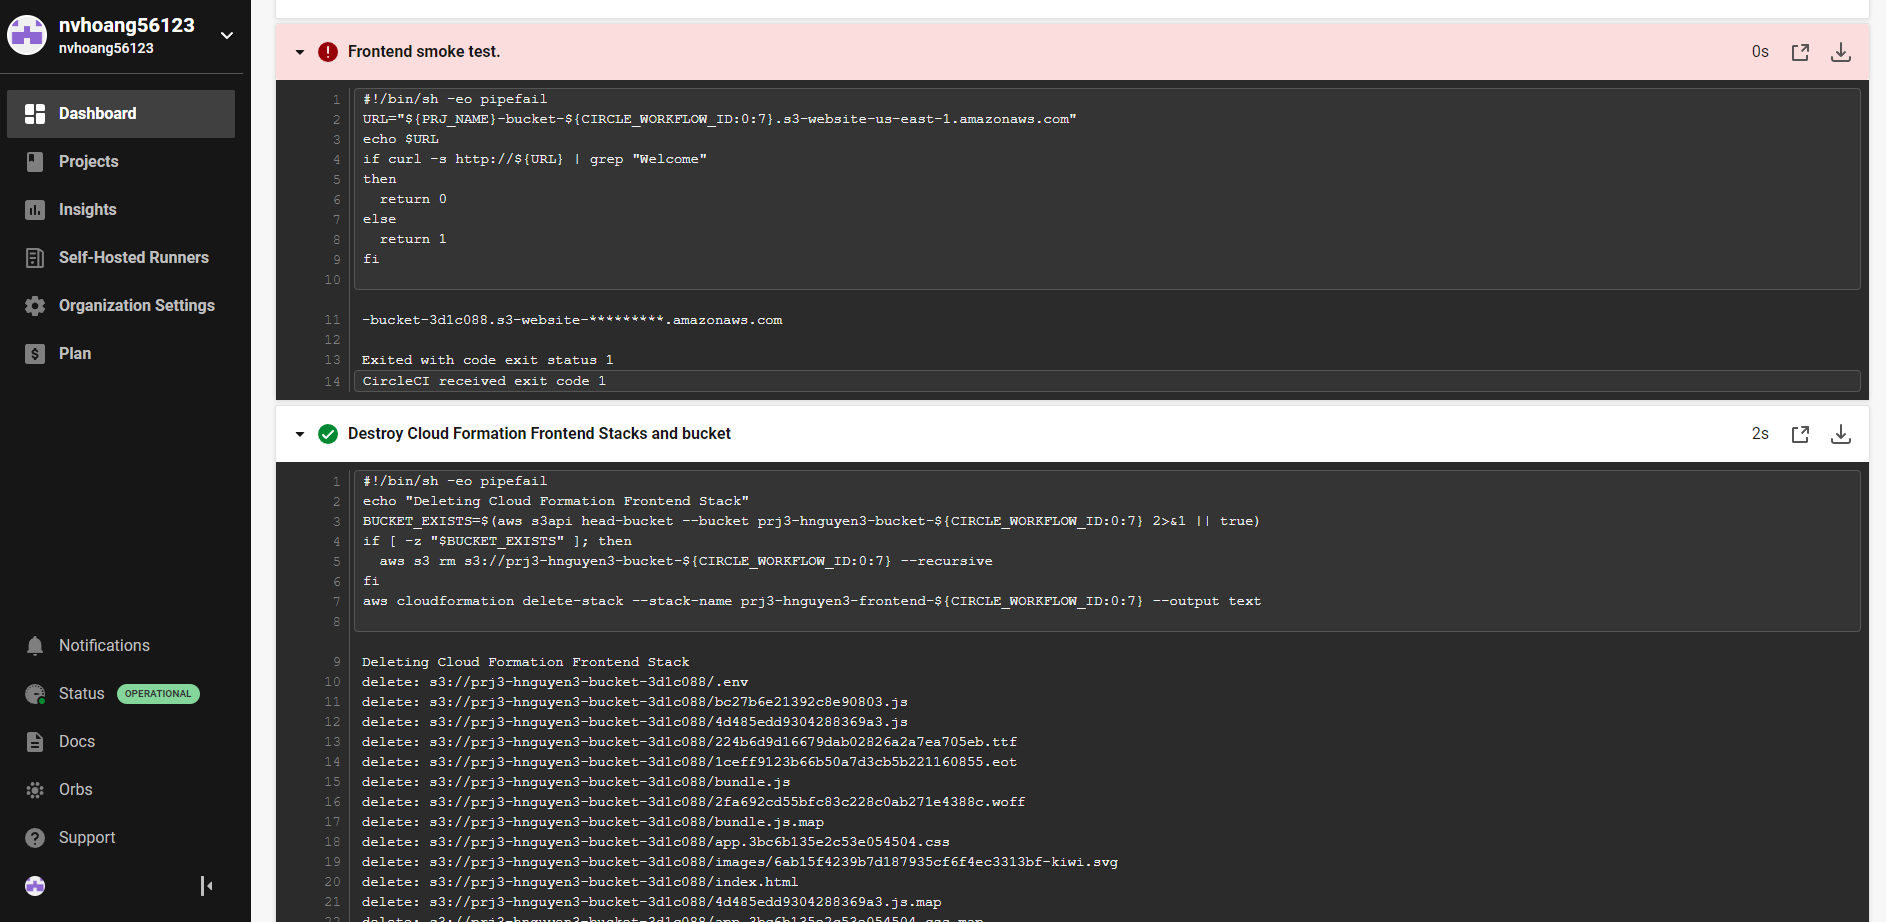 nvhoang56123
nvhoang56123
Dashboard
Projects
Insights
Self-Hosted Runners
Organization Settings
Plan
Notifications
Status OPERATIONAL
Docs
Orbs
Support
Frontend smoke test. 0s
1 #!/bin/sh -eo pipefail
2 URL="${PRJ_NAME}-bucket-${CIRCLE_WORKFLOW_ID:0:7}.s3-website-us-east-1.amazonaws.com"
3 echo $URL
4 if curl -s http://${URL} | grep "Welcome"
5 then
6 return 0
7 else
8 return 1
9 fi
10
11 -bucket-3d1c088.s3-website-*********.amazonaws.com
12
13 Exited with code exit status 1
14 CircleCI received exit code 1
Destroy Cloud Formation Frontend Stacks and bucket 2s
1 #!/bin/sh -eo pipefail
2 echo "Deleting Cloud Formation Frontend Stack"
3 BUCKET_EXISTS=$(aws s3api head-bucket --bucket prj3-hnguyen3-bucket-${CIRCLE_WORKFLOW_ID:0:7} 2>&1 || true)
4 if [ -z "$BUCKET_EXISTS" ]; then
5 aws s3 rm s3://prj3-hnguyen3-bucket-${CIRCLE_WORKFLOW_ID:0:7} --recursive
6 fi
7 aws cloudformation delete-stack --stack-name prj3-hnguyen3-frontend-${CIRCLE_WORKFLOW_ID:0:7} --output text
8
9 Deleting Cloud Formation Frontend Stack
10 delete: s3://prj3-hnguyen3-bucket-3d1c088/.env
11 delete: s3://prj3-hnguyen3-bucket-3d1c088/bc27b6e21392c8e90803.js
12 delete: s3://prj3-hnguyen3-bucket-3d1c088/4d485edd9304288369a3.js
13 delete: s3://prj3-hnguyen3-bucket-3d1c088/224b6d9d16679dab02826a2a7ea705eb.ttf
14 delete: s3://prj3-hnguyen3-bucket-3d1c088/1ceff9123b66b50a7d3cb5b221160855.eot
15 delete: s3://prj3-hnguyen3-bucket-3d1c088/bundle.js
16 delete: s3://prj3-hnguyen3-bucket-3d1c088/2fa692cd55bfc83c228c0ab271e4388c.woff
17 delete: s3://prj3-hnguyen3-bucket-3d1c088/bundle.js.map
18 delete: s3://prj3-hnguyen3-bucket-3d1c088/app.3bc6b135e2c53e054504.css
19 delete: s3://prj3-hnguyen3-bucket-3d1c088/images/6ab15f4239b7d187935cf6f4ec3313bf-kiwi.svg
20 delete: s3://prj3-hnguyen3-bucket-3d1c088/index.html
21 delete: s3://prj3-hnguyen3-bucket-3d1c088/4d485edd9304288369a3.js.map
22 delete: s3://prj3-hnguyen3-bucket-3d1c088/app.3bc6b135e2c53e054504.css.map